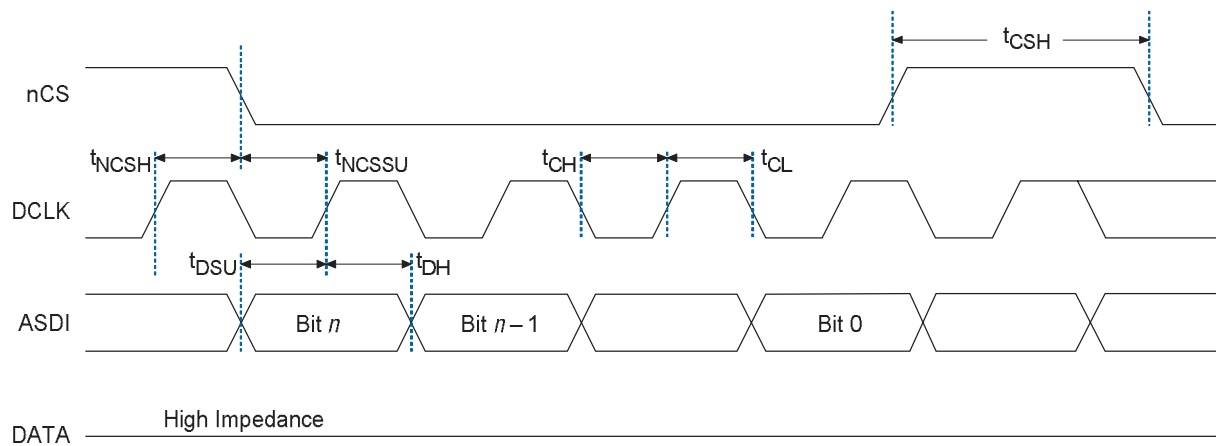 tCSH
nCS
tNCSH
tNCSSU
tCH
tCL
DCLK
tDSU
tDH
ASDI
Bit n
Bit n – 1
Bit 0
High Impedance
DATA